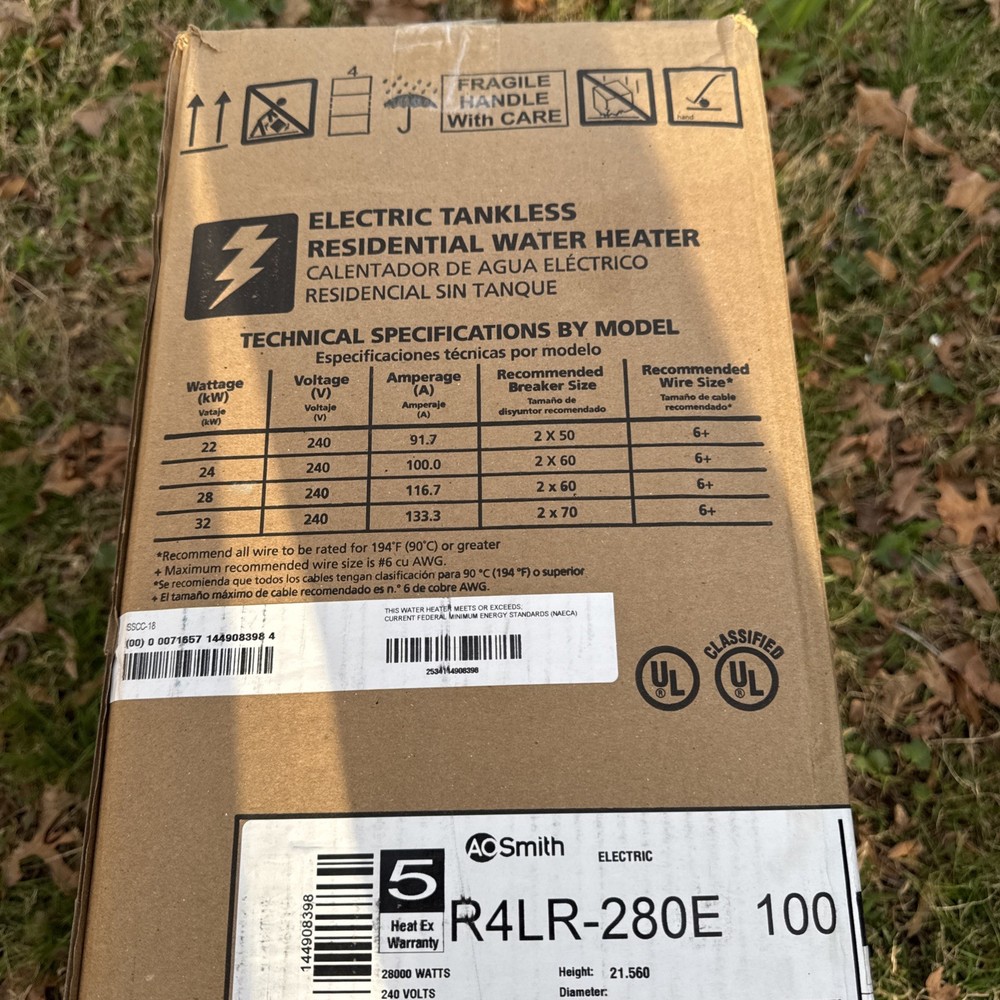 4
FRAGILE
HANDLE
With CARE
hand
ELECTRIC TANKLESS
RESIDENTIAL WATER HEATER
CALENTADOR DE AGUA ELÉCTRICO
RESIDENCIAL SIN TANQUE
TECHNICAL SPECIFICATIONS BY MODEL
Especificaciones técnicas por modelo
Wattage (kW) Vataje (kW) Voltage (V) Voltaje (V) Amperage (A) Amperaje (A) Recommended Breaker Size Tamaño de disyuntor recomendado Recommended Wire Size* Tamaño de cable recomendado*
22 240 91.7 2 X 50 6+
24 240 100.0 2 X 60 6+
28 240 116.7 2 x 60 6+
32 240 133.3 2 x 70 6+
*Recommend all wire to be rated for 194°F (90°C) or greater
+ Maximum recommended wire size is #6 cu AWG.
*Se recomienda que todos los cables tengan clasificación para 90 °C (194 °F) o superior
+ El tamaño máximo de cable recomendado es n.° 6 de cobre AWG.
SSCC-18
(00) 0 0071657 144908398 4
THIS WATER HEATER MEETS OR EXCEEDS,
CURRENT FEDERAL MINIMUM ENERGY STANDARDS (NAECA)
2534144908398
UL ®
CLASSIFIED
UL ®
144908398
5
Heat Ex
Warranty
AOSmith ELECTRIC
R4LR-280E 100
28000 WATTS Height: 21.560
240 VOLTS Diameter: